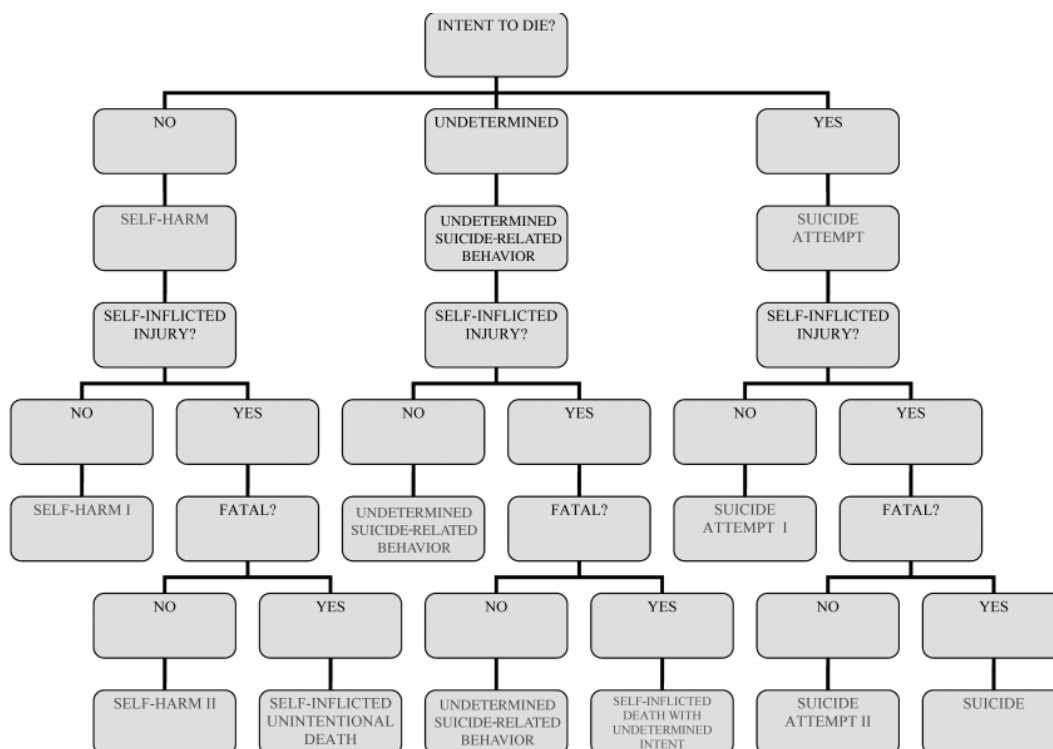 INTENT TO DIE?
NO
UNDETERMINED
YES
SELF-HARM
UNDETERMINED
SUICIDE-RELATED
BEHAVIOR
SUICIDE
ATTEMPT
SELF-INFLICTED
INJURY?
SELF-INFLICTED
INJURY?
SELF-INFLICTED
INJURY?
NO
YES
NO
YES
NO
YES
SELF-HARM I
FATAL?
UNDETERMINED
SUICIDE-RELATED
BEHAVIOR
FATAL?
SUICIDE
ATTEMPT I
FATAL?
NO
YES
NO
YES
NO
YES
SELF-HARM II
SELF-INFLICTED
UNINTENTIONAL
DEATH
UNDETERMINED
SUICIDE-RELATED
BEHAVIOR
SELF-INFLICTED
DEATH WITH
UNDETERMINED
INTENT
SUICIDE
ATTEMPT II
SUICIDE